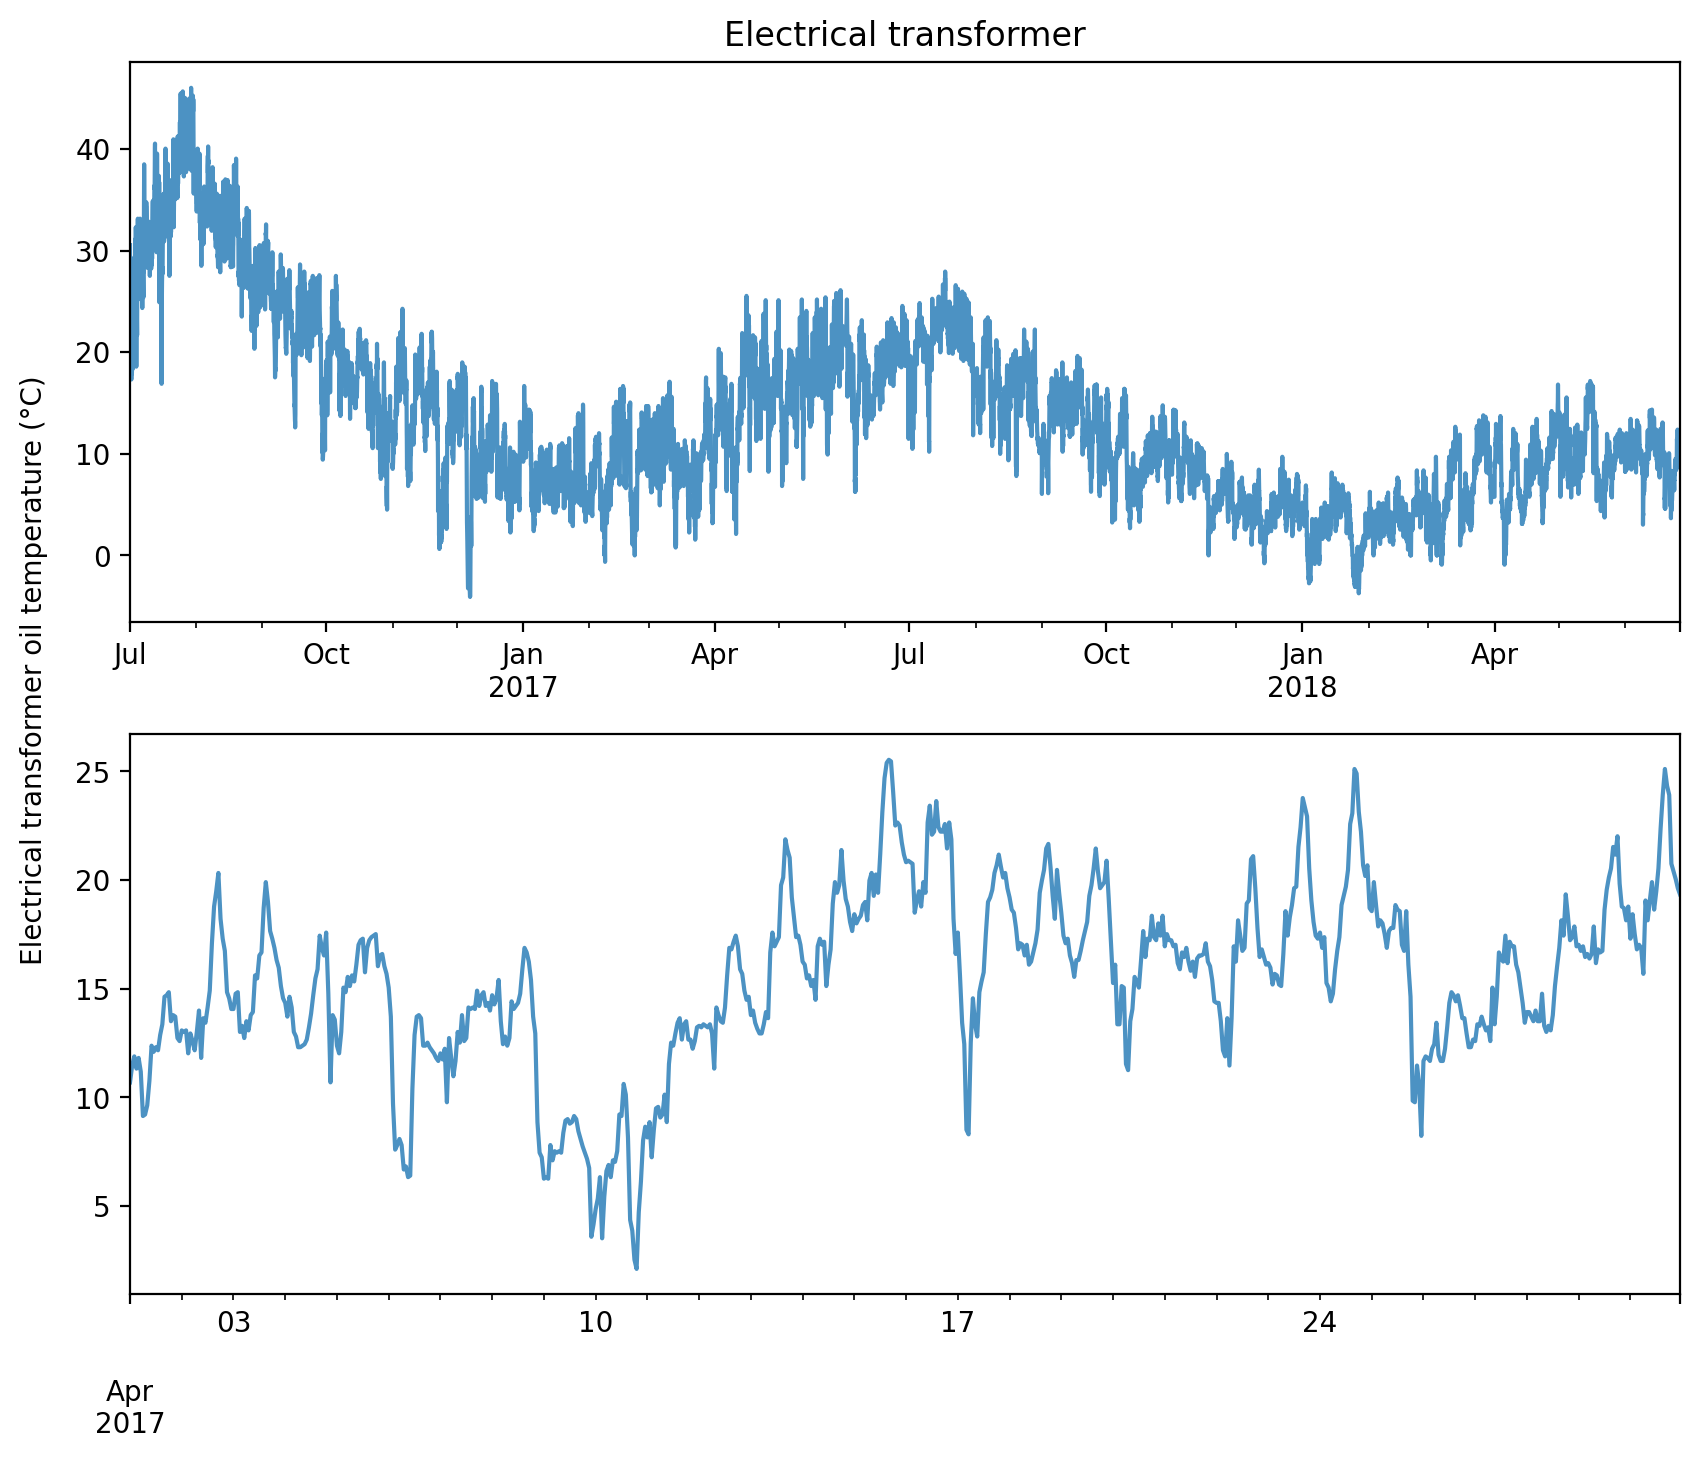 Electrical transformer
Electrical transformer oil temperature (°C)
40
30
20
10
0
Jul Oct Jan Apr Jul Oct Jan Apr
2017 2018
25
20
15
10
5
03 10 17 24
Apr
2017